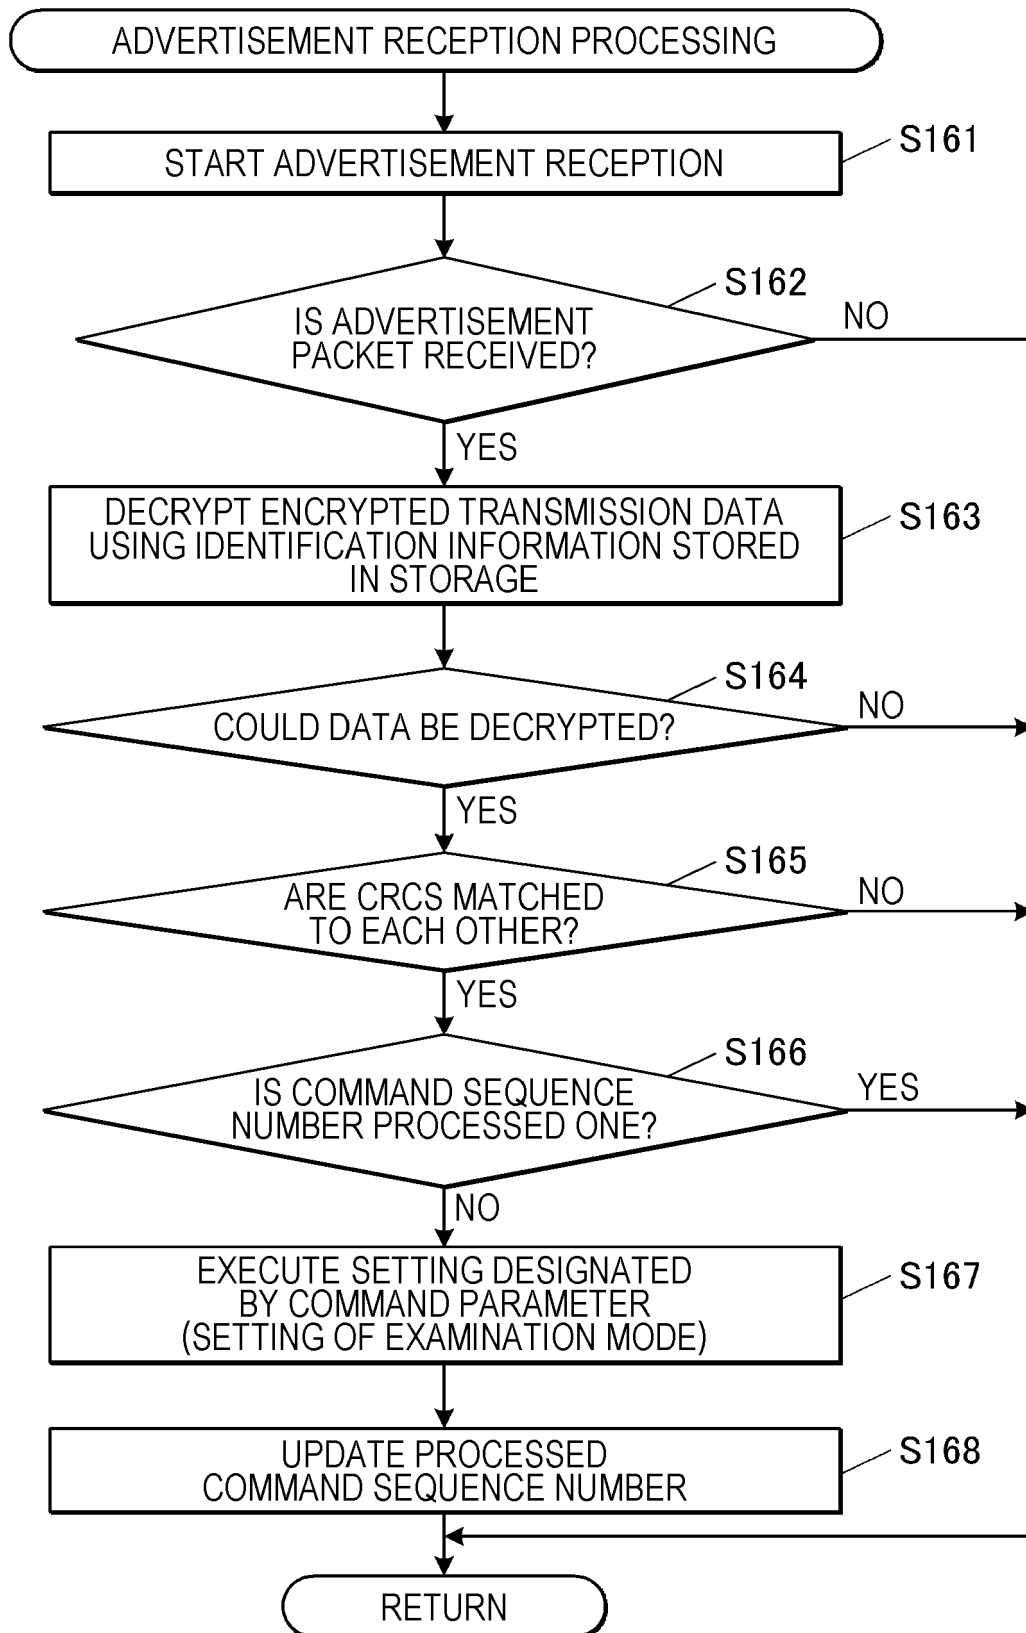 ADVERTISEMENT RECEPTION PROCESSING
START ADVERTISEMENT RECEPTION
S161
IS ADVERTISEMENT
PACKET RECEIVED?
S162
NO
YES
DECRYPT ENCRYPTED TRANSMISSION DATA
USING IDENTIFICATION INFORMATION STORED
IN STORAGE
S163
COULD DATA BE DECRYPTED?
S164
NO
YES
ARE CRCS MATCHED
TO EACH OTHER?
S165
NO
YES
IS COMMAND SEQUENCE
NUMBER PROCESSED ONE?
S166
YES
NO
EXECUTE SETTING DESIGNATED
BY COMMAND PARAMETER
(SETTING OF EXAMINATION MODE)
S167
UPDATE PROCESSED
COMMAND SEQUENCE NUMBER
S168
RETURN